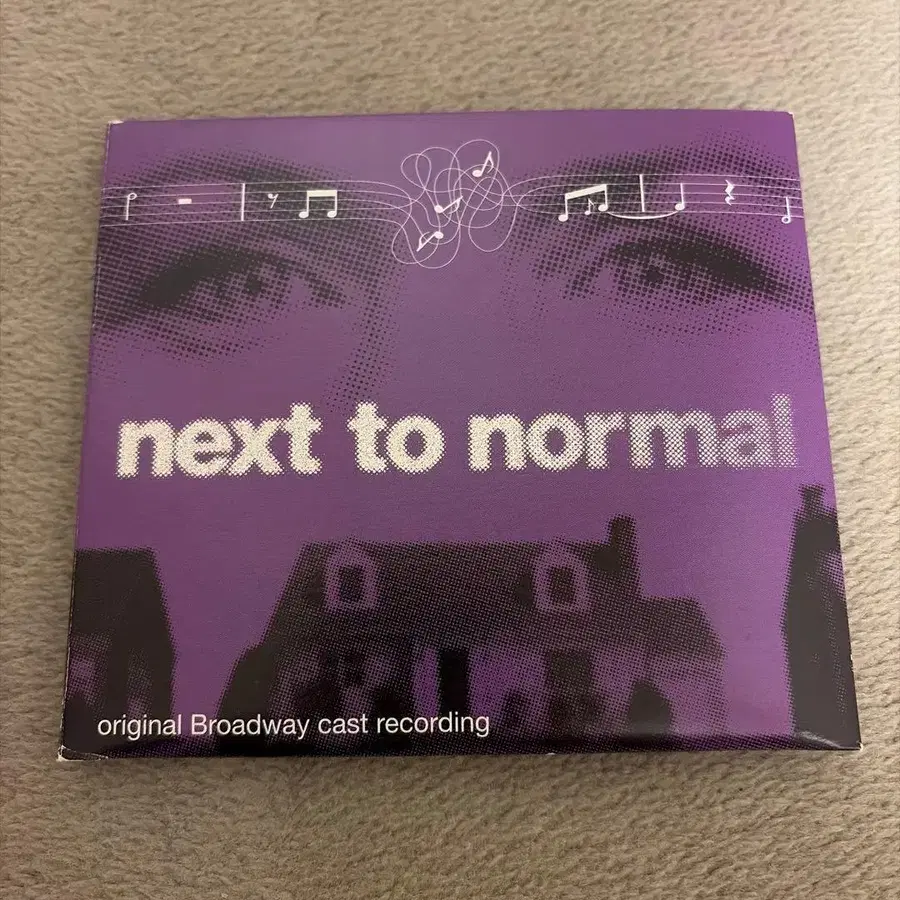 next to normal
original Broadway cast recording